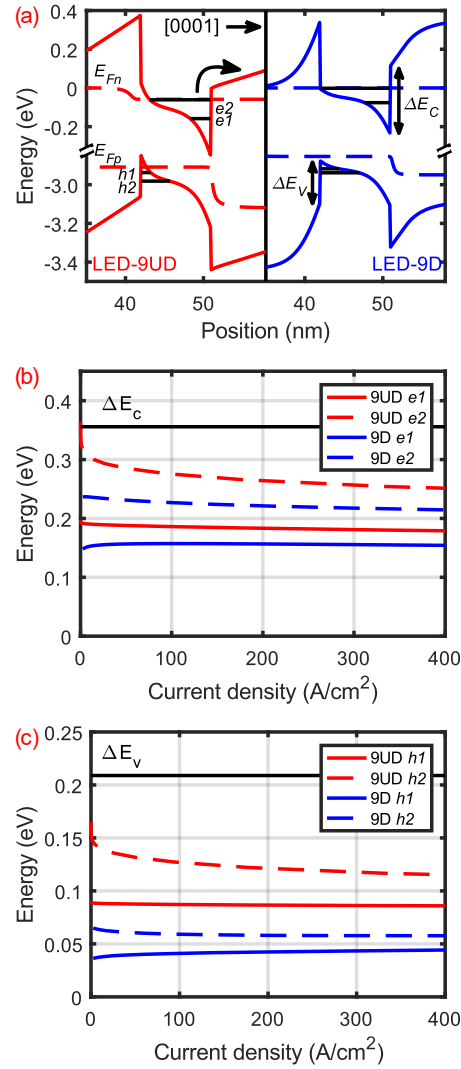 (a)
[0001]
0.4
0.2
0
-0.2
-3.0
-3.2
-3.4
Energy (eV)
E_Fn
e2
e1
E_Fp
h1
h2
ΔE_C
ΔE_V
LED-9UD
LED-9D
40 50 40 50
Position (nm)
(b)
ΔE_c
9UD e1
9UD e2
9D e1
9D e2
0.4
0.3
0.2
0.1
0
Energy (eV)
0 100 200 300 400
Current density (A/cm²)
(c)
ΔE_v
9UD h1
9UD h2
9D h1
9D h2
0.25
0.2
0.15
0.1
0.05
0
Energy (eV)
0 100 200 300 400
Current density (A/cm²)